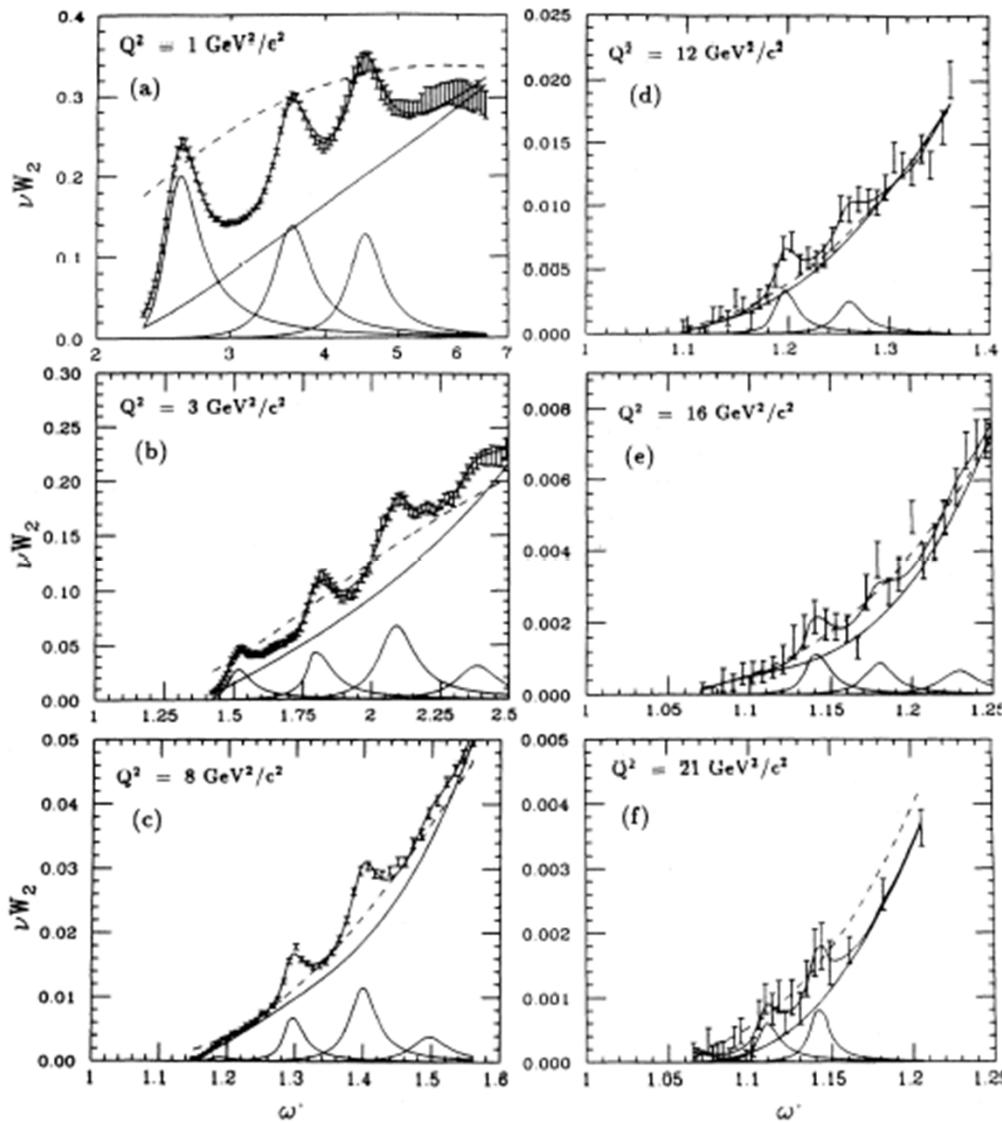 0.4
Q² = 1 GeV²/c²
(a)
0.3
νW₂
0.2
0.1
0.0
2 3 4 5 6 7
0.30
Q² = 3 GeV²/c²
0.25
(b)
0.20
νW₂
0.15
0.10
0.05
0.00
1 1.25 1.5 1.75 2 2.25 2.5
0.05
Q² = 8 GeV²/c²
0.04
(c)
0.03
νW₂
0.02
0.01
0.00
1 1.1 1.2 1.3 1.4 1.5 1.6
ω'
0.025
Q² = 12 GeV²/c²
(d)
0.020
0.015
0.010
0.005
0.000
1 1.1 1.2 1.3 1.4
0.008
Q² = 16 GeV²/c²
(e)
0.006
0.004
0.002
0.000
1 1.05 1.1 1.15 1.2 1.25
0.005
Q² = 21 GeV²/c²
0.004
(f)
0.003
0.002
0.001
0.000
1 1.05 1.1 1.15 1.2 1.25
ω'